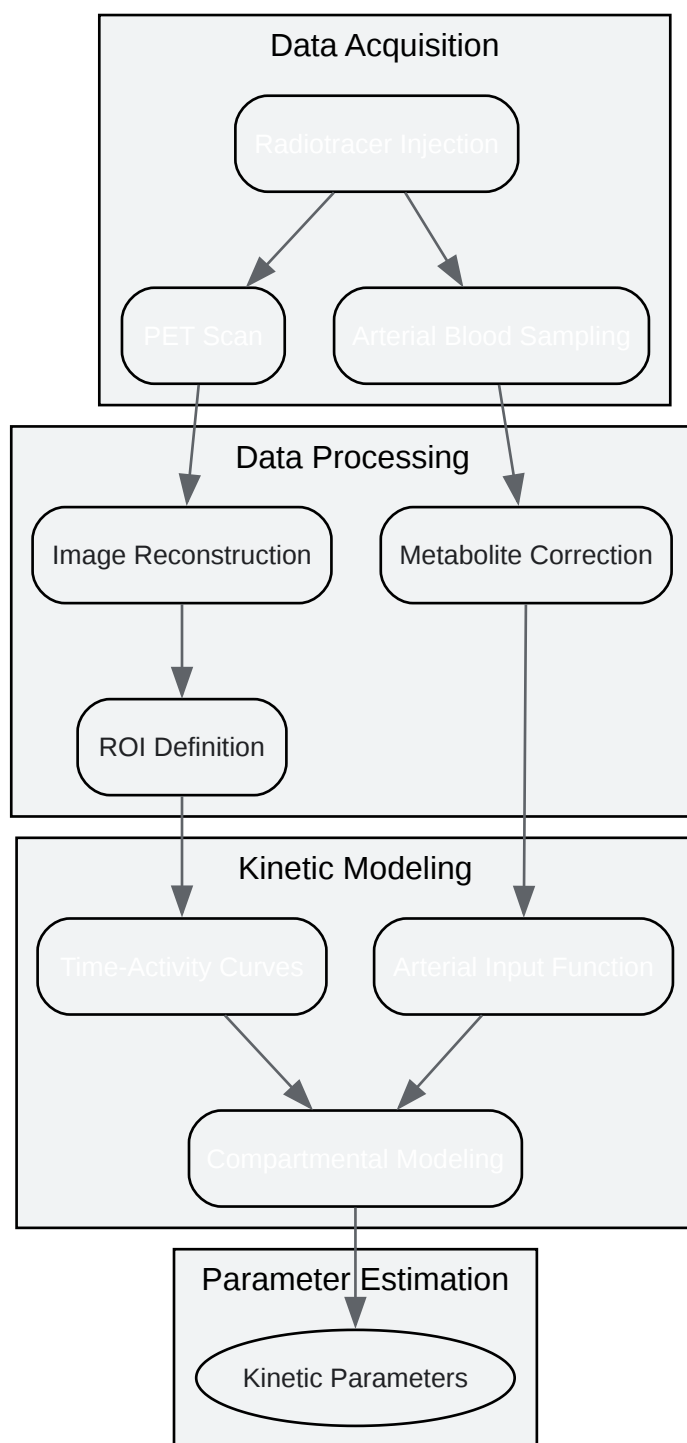 Data Acquisition
Radiotracer Injection
PET Scan
Arterial Blood Sampling
Data Processing
Image Reconstruction
Metabolite Correction
ROI Definition
Kinetic Modeling
Time-Activity Curves
Arterial Input Function
Compartmental Modeling
Parameter Estimation
Kinetic Parameters